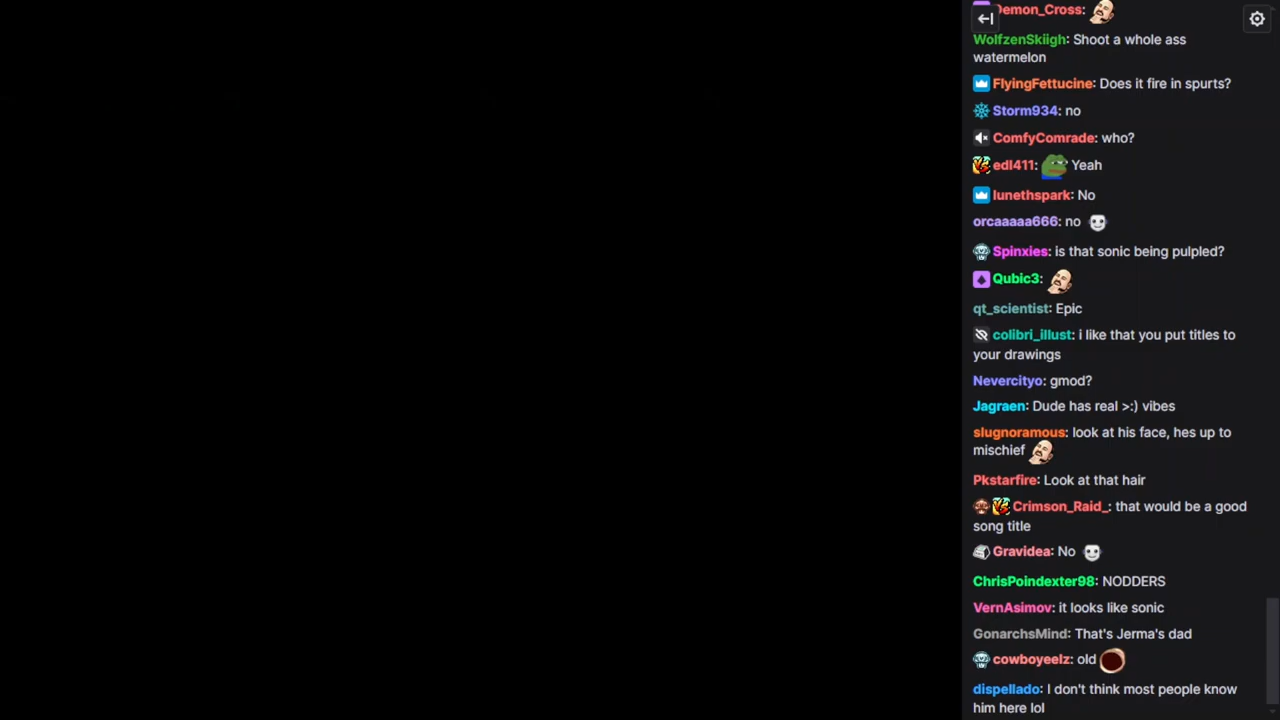 Demon_Cross:
WolfzenSkiigh: Shoot a whole ass
watermelon
FlyingFettucine: Does it fire in spurts?
Storm934: no
ComfyComrade: who?
edl411: Yeah
lunethspark: No
orcaaaaa666: no
Spinxies: is that sonic being pulpled?
Qubic3:
qt_scientist: Epic
colibri_illust: i like that you put titles to
your drawings
Nevercityo: gmod?
Jagraen: Dude has real >:) vibes
slugnoramous: look at his face, hes up to
mischief
Pkstarfire: Look at that hair
Crimson_Raid_: that would be a good
song title
Gravidea: No
ChrisPoindexter98: NODDERS
VernAsimov: it looks like sonic
GonarchsMind: That's Jerma's dad
cowboyeelz: old
dispellado: I don't think most people know
him here lol